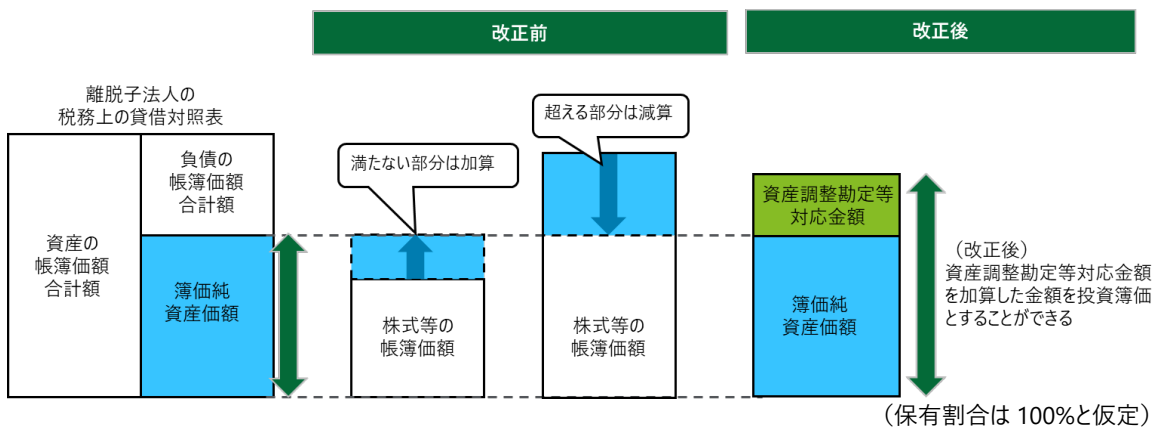 改正前
改正後
離脱子法人の
税務上の貸借対照表
資産の
帳簿価額
合計額
負債の
帳簿価額
合計額
簿価純
資産価額
満たない部分は加算
株式等の
帳簿価額
超える部分は減算
株式等の
帳簿価額
資産調整勘定等
対応金額
簿価純
資産価額
（改正後）
資産調整勘定等対応金額
を加算した金額を投資簿価
とすることができる
（保有割合は 100%と仮定）